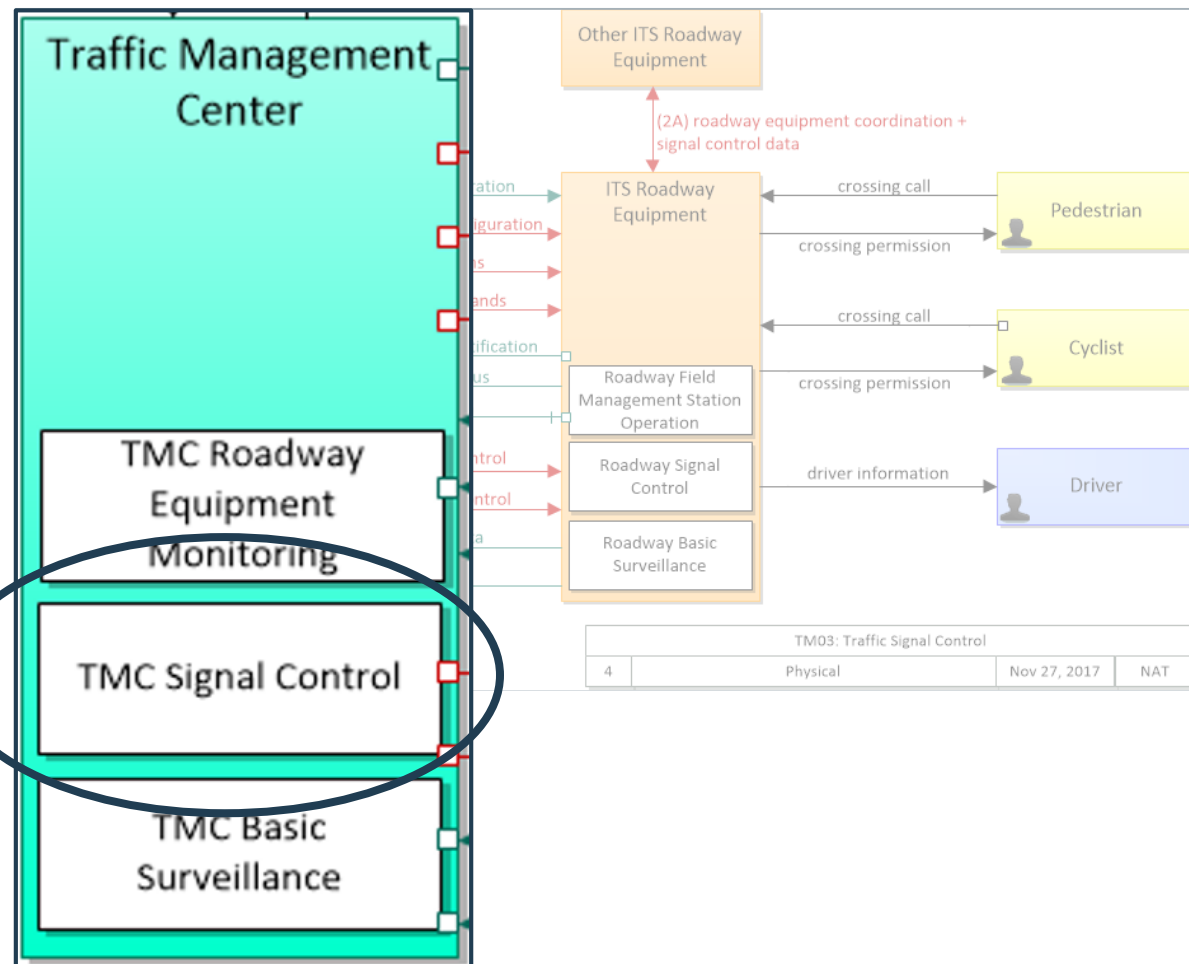 Traffic Management
Center
TMC Roadway
Equipment
Monitoring
TMC Signal Control
TMC Basic
Surveillance
Other ITS Roadway
Equipment
(2A) roadway equipment coordination +
signal control data
ITS Roadway
Equipment
Roadway Field
Management Station
Operation
Roadway Signal
Control
Roadway Basic
Surveillance
crossing call
crossing permission
Pedestrian
crossing call
crossing permission
Cyclist
driver information
Driver
TM03: Traffic Signal Control
4 Physical Nov 27, 2017 NAT